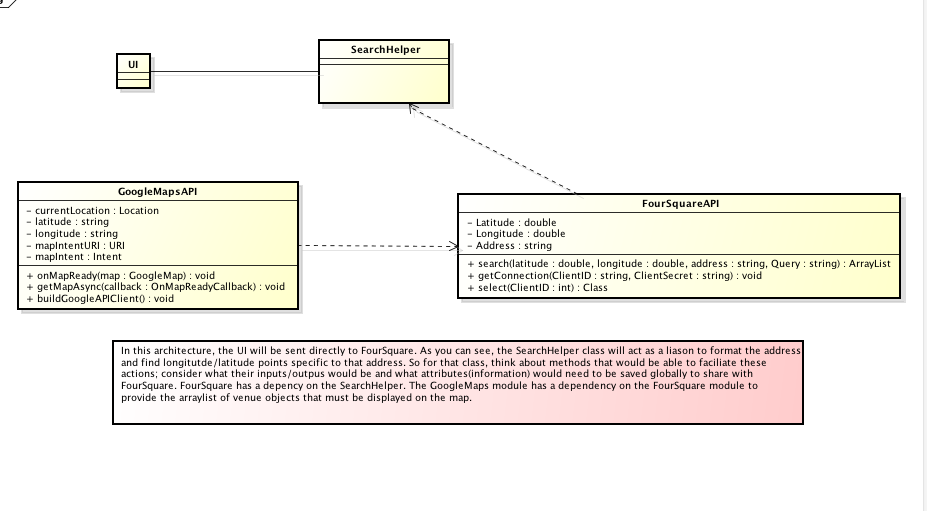 UI
SearchHelper
GoogleMapsAPI
- currentLocation : Location
- latitude : string
- longitude : string
- mapIntentURI : URI
- mapIntent : Intent
+ onMapReady(map : GoogleMap) : void
+ getMapAsync(callback : OnMapReadyCallback) : void
+ buildGoogleAPIClient() : void
FourSquareAPI
- Latitude : double
- Longitude : double
- Address : string
+ search(latitude : double, longitude : double, address : string, Query : string) : ArrayList
+ getConnection(ClientID : string, ClientSecret : string) : void
+ select(ClientID : int) : Class
In this architecture, the UI will be sent directly to FourSquare. As you can see, the SearchHelper class will act as a liason to format the address
and find longitutde/latitude points specific to that address. So for that class, think about methods that would be able to faciliate these
actions; consider what their inputs/outpus would be and what attributes(information) would need to be saved globally to share with
FourSquare. FourSquare has a depency on the SearchHelper. The GoogleMaps module has a dependency on the FourSquare module to
provide the arraylist of venue objects that must be displayed on the map.